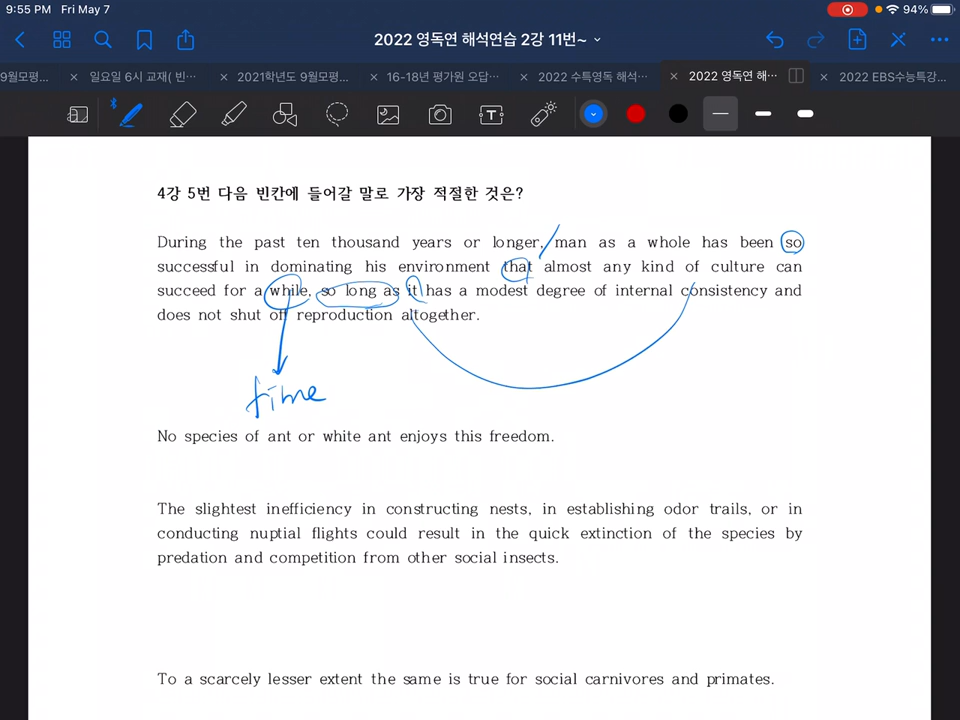 9:55 PM Fri May 7
94%
2022 영독연 해석연습 2강 11번~
9월모평...
일요일 6시 교재( 빈...
2021학년도 9월모평...
16-18년 평가원 오답...
2022 수특영독 해석...
2022 영독연 해...
2022 EBS수능특강...
T
4강 5번 다음 빈칸에 들어갈 말로 가장 적절한 것은?
During the past ten thousand years or longer, man as a whole has been so
successful in dominating his environment that almost any kind of culture can
succeed for a while, so long as it has a modest degree of internal consistency and
does not shut off reproduction altogether.
time
No species of ant or white ant enjoys this freedom.
The slightest inefficiency in constructing nests, in establishing odor trails, or in
conducting nuptial flights could result in the quick extinction of the species by
predation and competition from other social insects.
To a scarcely lesser extent the same is true for social carnivores and primates.